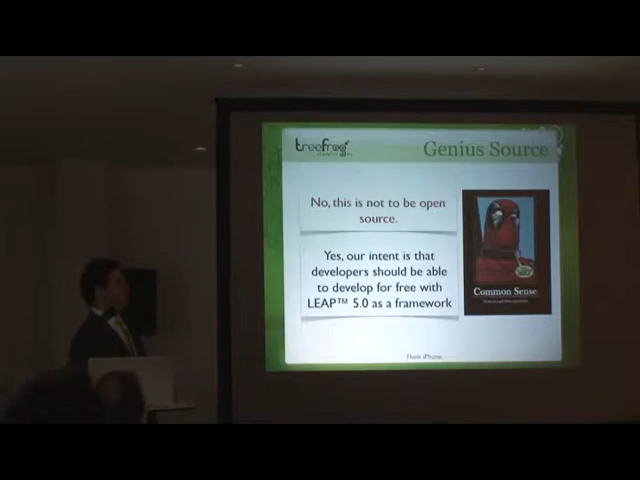 treefrog
Genius Source
No, this is not to be open
source.
Yes, our intent is that
developers should be able
to develop for free with
LEAP™ 5.0 as a framework
Common Sense